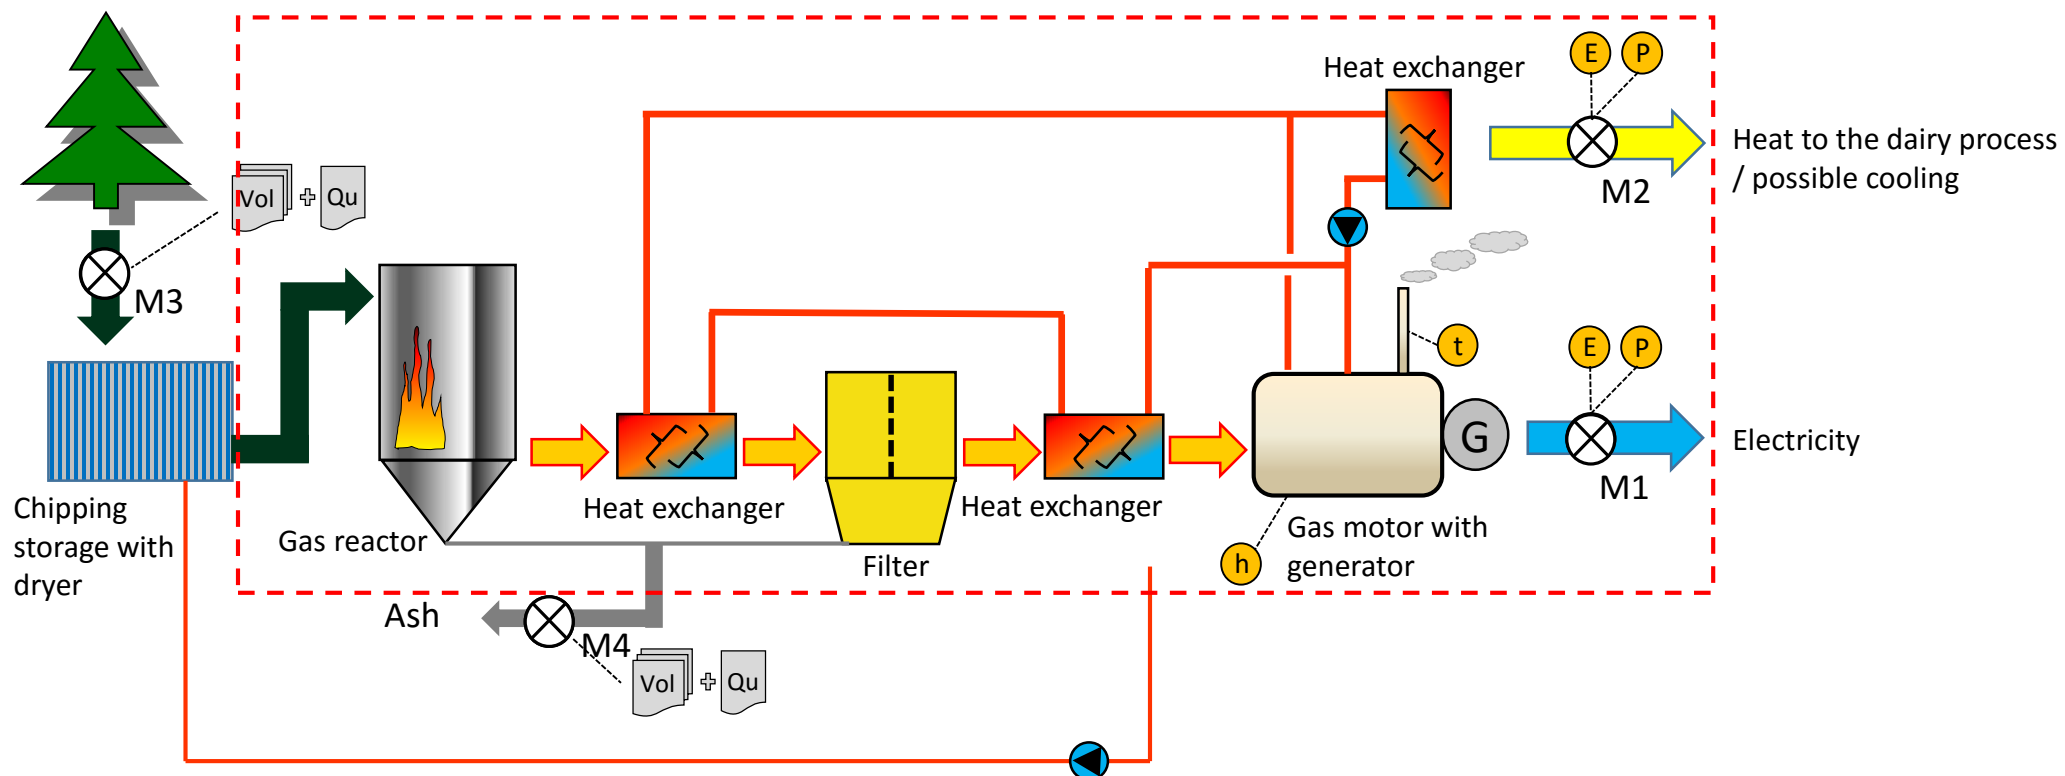 Heat exchanger
E
P
Heat to the dairy process
/ possible cooling
M2
Vol
Qu
M3
t
E
P
G
Electricity
M1
Chipping
storage with
dryer
Gas reactor
Heat exchanger
Filter
Heat exchanger
Gas motor with
generator
h
Ash
M4
Vol
Qu